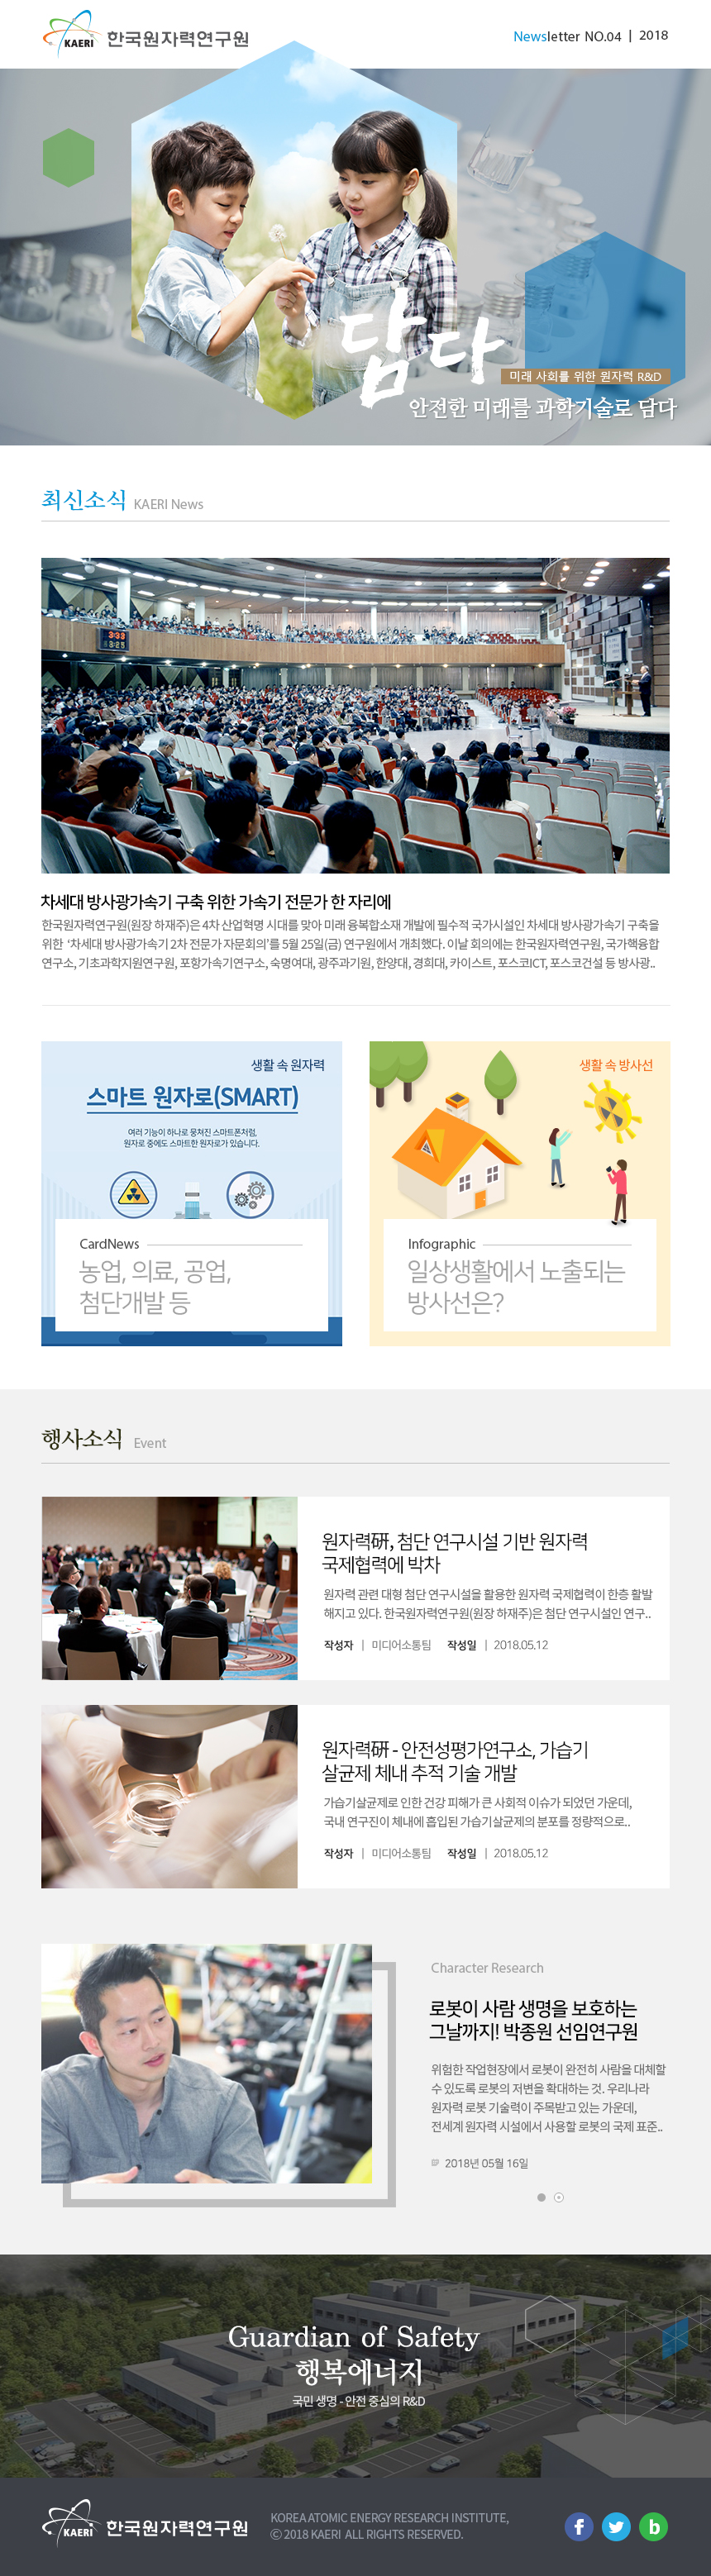 KAERI 한국원자력연구원
Newsletter NO.04 | 2018
담다
미래 사회를 위한 원자력 R&D
안전한 미래를 과학기술로 담다
최신소식 KAERI News
차세대 방사광가속기 구축 위한 가속기 전문가 한 자리에
한국원자력연구원(원장 하재주)은 4차 산업혁명 시대를 맞아 미래 융복합소재 개발에 필수적 국가시설인 차세대 방사광가속기 구축을
위한 ‘차세대 방사광가속기 2차 전문가 자문회의’를 5월 25일(금) 연구원에서 개최했다. 이날 회의에는 한국원자력연구원, 국가핵융합
연구소, 기초과학지원연구원, 포항가속기연구소, 숙명여대, 광주과기원, 한양대, 경희대, 카이스트, 포스코ICT, 포스코건설 등 방사광..
생활 속 원자력
스마트 원자로(SMART)
여러 기능이 하나로 뭉쳐진 스마트폰처럼,
원자로 중에도 스마트한 원자로가 있습니다.
CardNews
농업, 의료, 공업,
첨단개발 등
생활 속 방사선
Infographic
일상생활에서 노출되는
방사선은?
행사소식 Event
원자력硏, 첨단 연구시설 기반 원자력
국제협력에 박차
원자력 관련 대형 첨단 연구시설을 활용한 원자력 국제협력이 한층 활발
해지고 있다. 한국원자력연구원(원장 하재주)은 첨단 연구시설인 연구..
작성자 | 미디어소통팀 작성일 | 2018.05.12
원자력硏 - 안전성평가연구소, 가습기
살균제 체내 추적 기술 개발
가습기살균제로 인한 건강 피해가 큰 사회적 이슈가 되었던 가운데,
국내 연구진이 체내에 흡입된 가습기살균제의 분포를 정량적으로..
작성자 | 미디어소통팀 작성일 | 2018.05.12
Character Research
로봇이 사람 생명을 보호하는
그날까지! 박종원 선임연구원
위험한 작업현장에서 로봇이 완전히 사람을 대체할
수 있도록 로봇의 저변을 확대하는 것. 우리나라
원자력 로봇 기술력이 주목받고 있는 가운데,
전세계 원자력 시설에서 사용할 로봇의 국제 표준..
2018년 05월 16일
Guardian of Safety
행복에너지
국민 생명 - 안전 중심의 R&D
KAERI 한국원자력연구원
KOREA ATOMIC ENERGY RESEARCH INSTITUTE,
ⓒ 2018 KAERI ALL RIGHTS RESERVED.